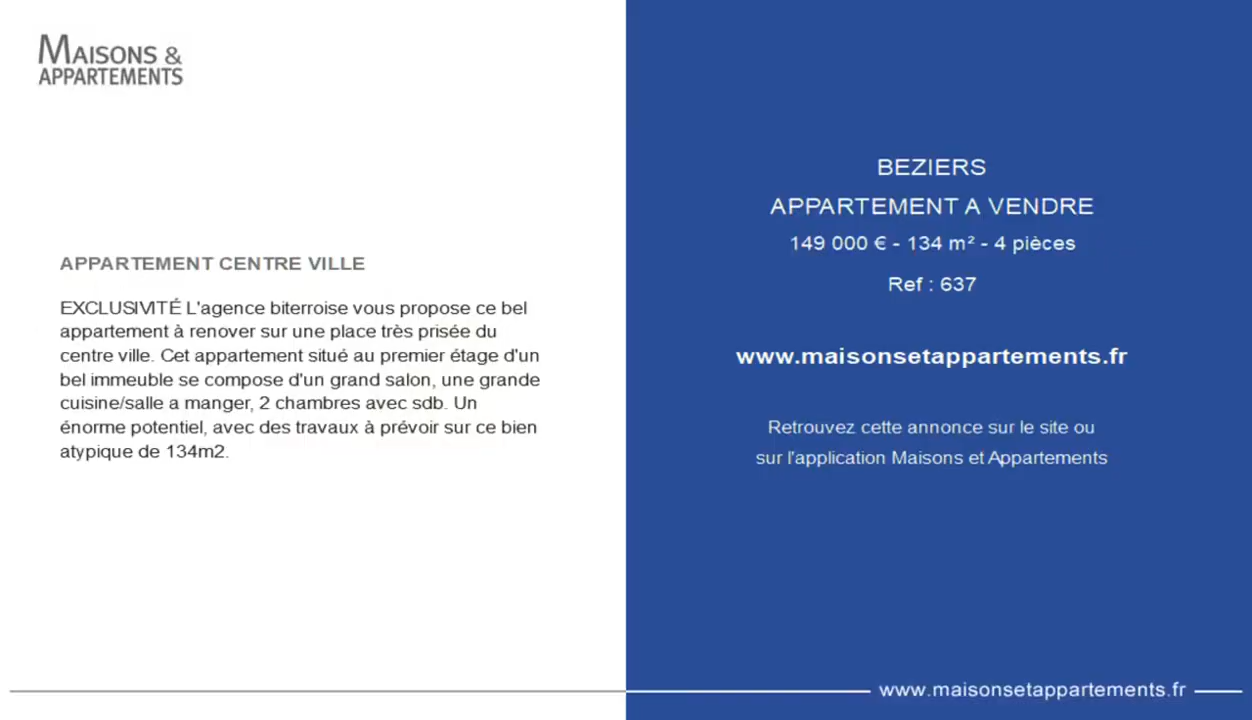 MAISONS &
APPARTEMENTS
APPARTEMENT CENTRE VILLE
EXCLUSIVITÉ L'agence biterroise vous propose ce bel
appartement à renover sur une place très prisée du
centre ville. Cet appartement situé au premier étage d'un
bel immeuble se compose d'un grand salon, une grande
cuisine/salle a manger, 2 chambres avec sdb. Un
énorme potentiel, avec des travaux à prévoir sur ce bien
atypique de 134m2.
BEZIERS
APPARTEMENT A VENDRE
149 000 € - 134 m² - 4 pièces
Ref : 637
www.maisonsetappartements.fr
Retrouvez cette annonce sur le site ou
sur l'application Maisons et Appartements
www.maisonsetappartements.fr